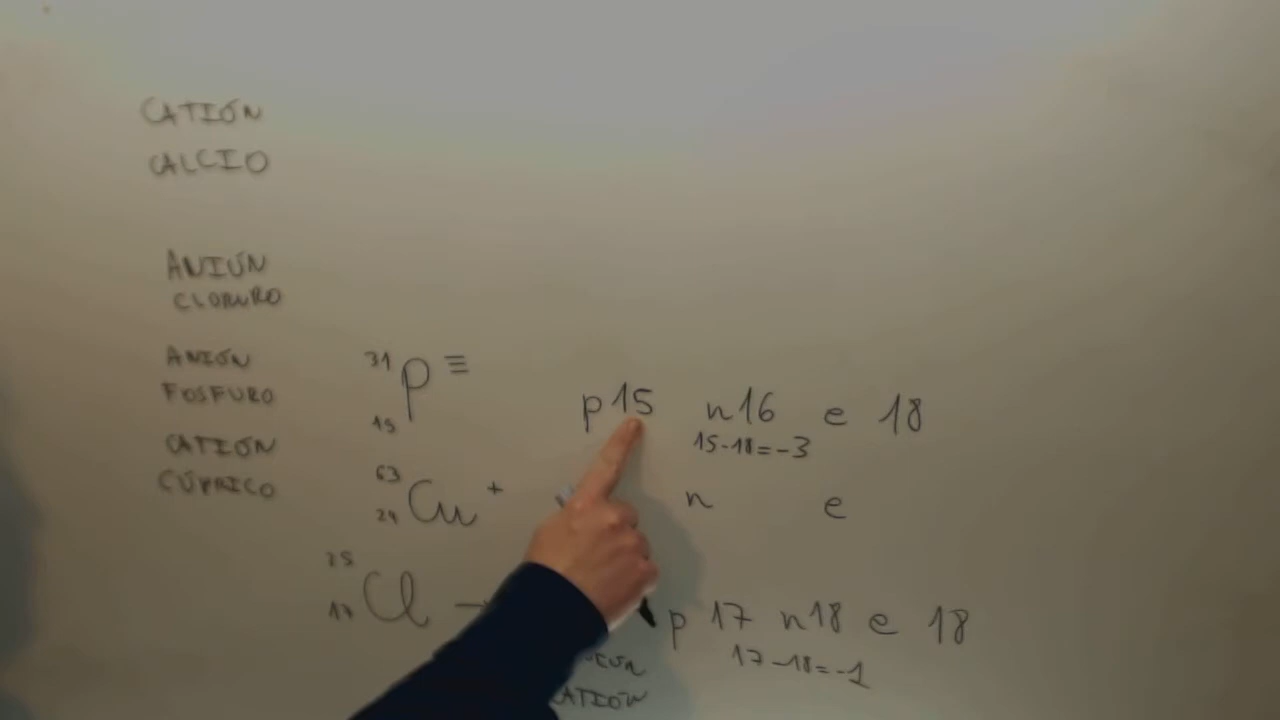 CATIÓN
CALCIO
ANIÓN
CLORURO
ANIÓN
FOSFURO
CATIÓN
CÚPRICO
31
15 P ≡ p15 n16 e 18
15-18=-3
63
29 Cu + n e
35
17 Cl → p 17 n18 e 18
17-18=-1
CATIÓN